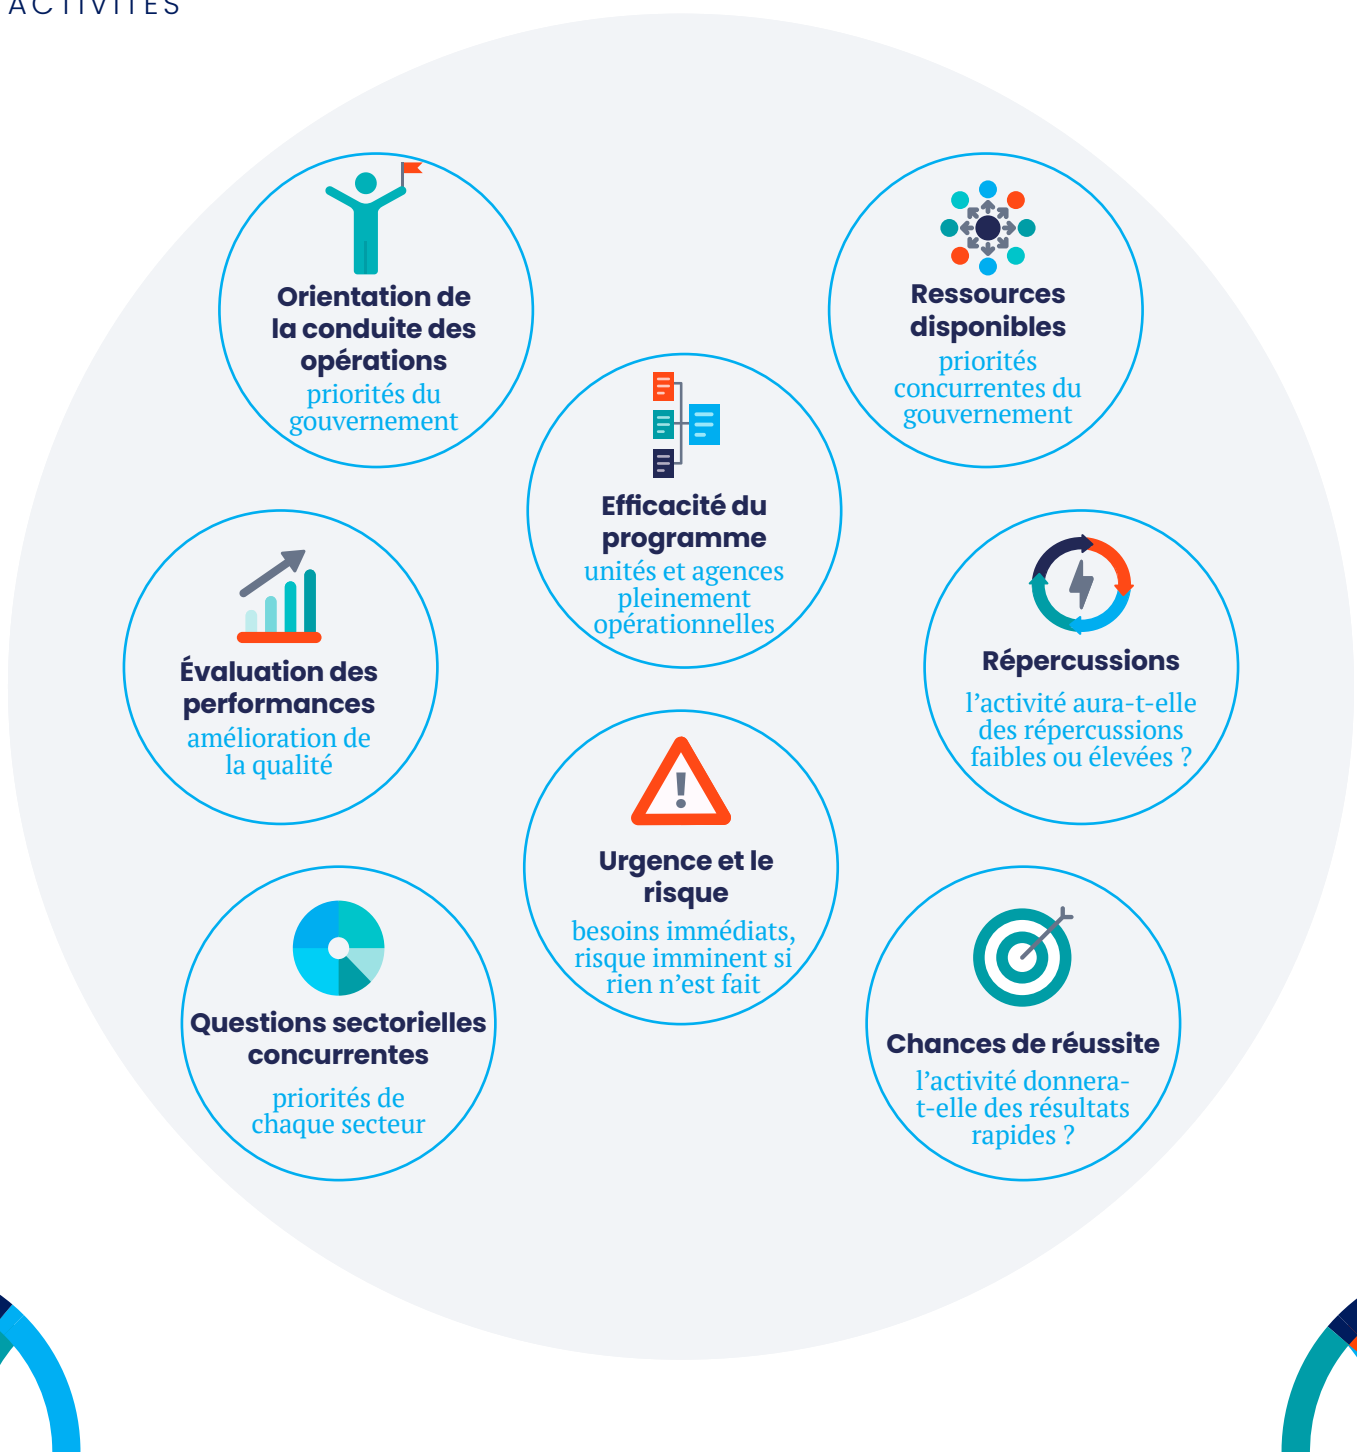 ACTIVITÉS
Orientation de
la conduite des
opérations
priorités du
gouvernement
Ressources
disponibles
priorités
concurrentes du
gouvernement
Efficacité du
programme
unités et agences
pleinement
opérationnelles
Évaluation des
performances
amélioration de
la qualité
Répercussions
l’activité aura-t-elle
des répercussions
faibles ou élevées ?
Urgence et le
risque
besoins immédiats,
risque imminent si
rien n’est fait
Questions sectorielles
concurrentes
priorités de
chaque secteur
Chances de réussite
l’activité donnera-
t-elle des résultats
rapides ?